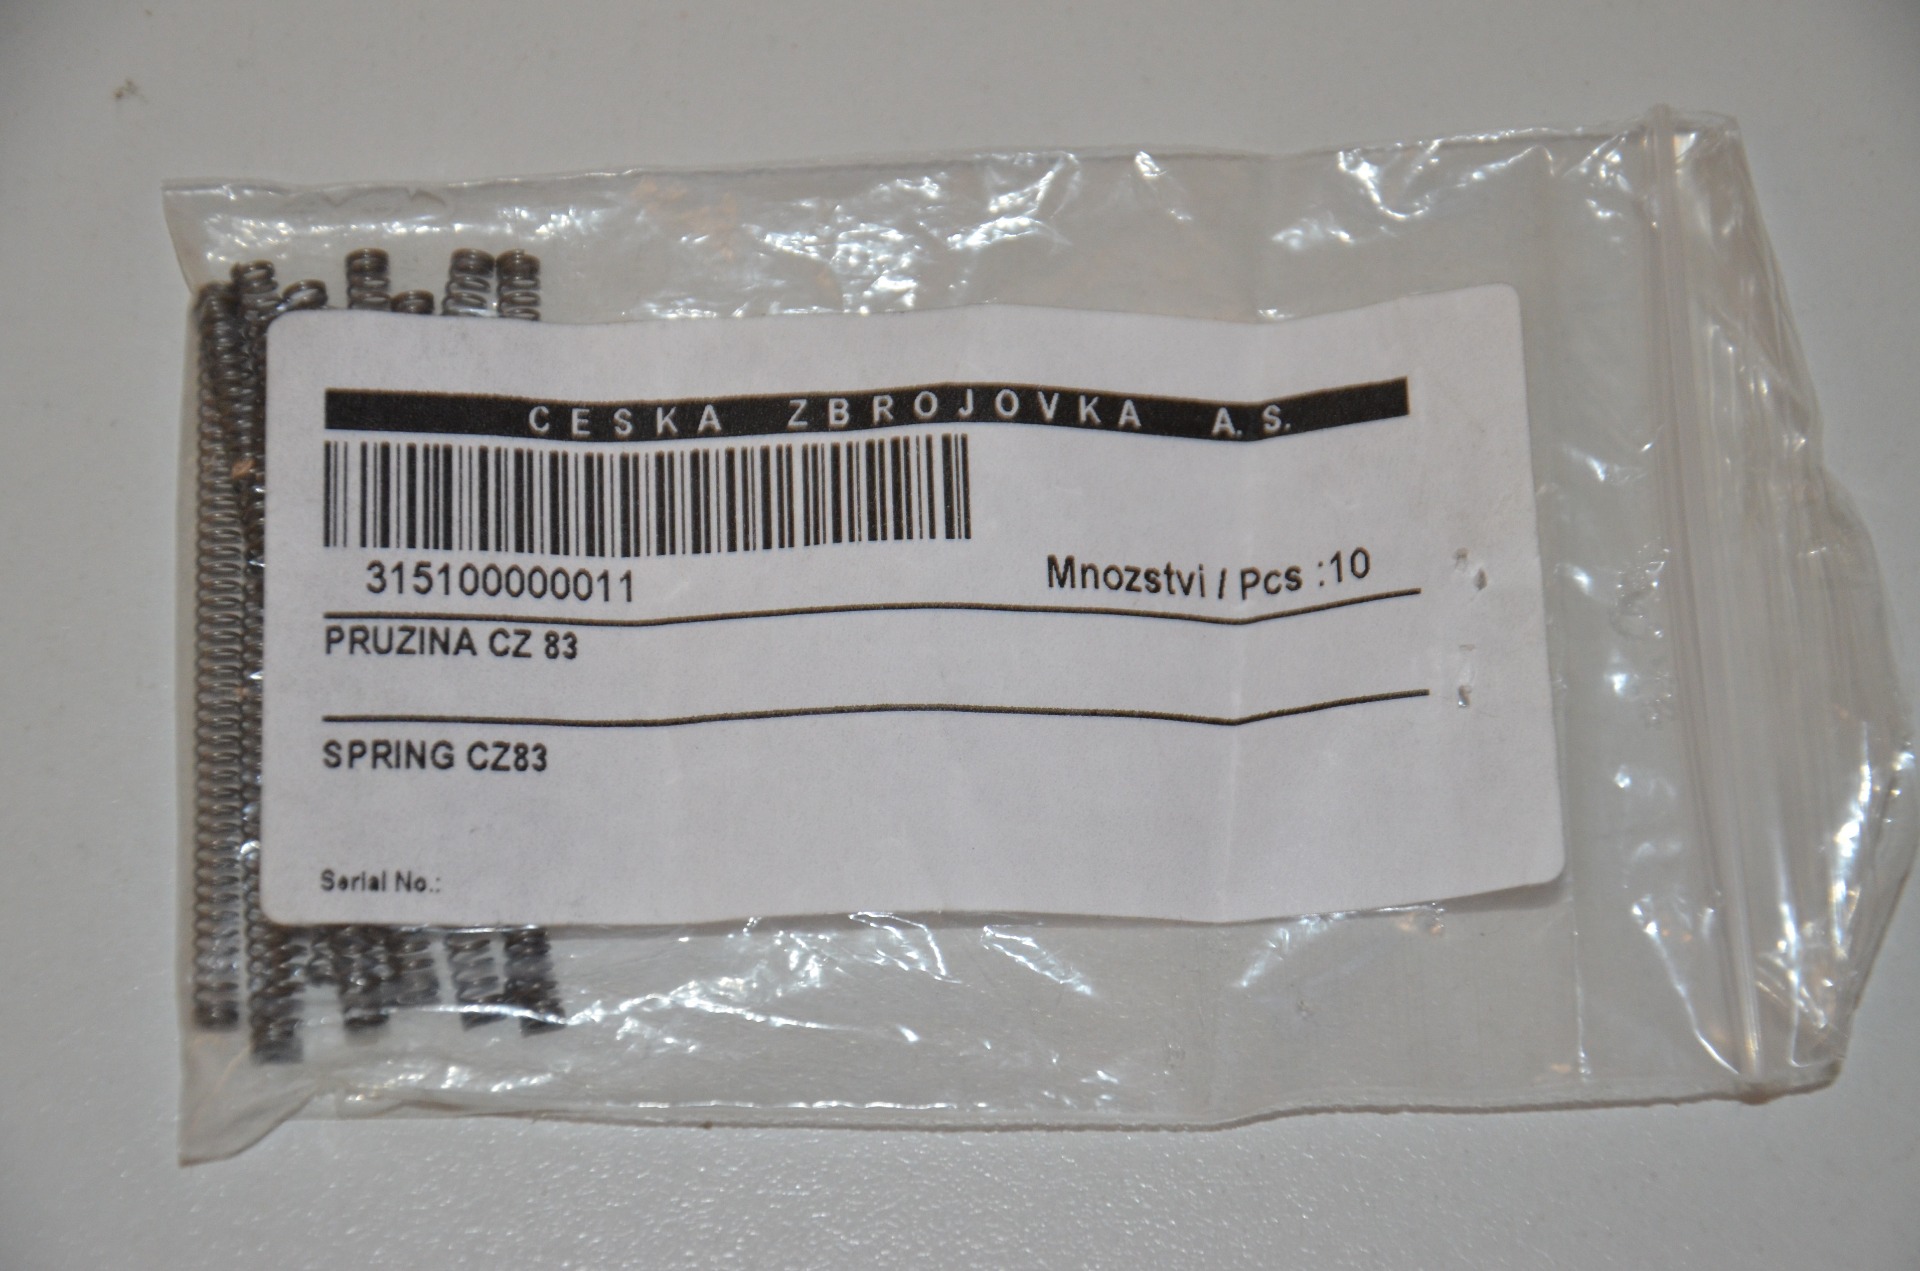 CESKA ZBROJOVKA A.S.
315100000011
Mnozstvi / Pcs :10
PRUZINA CZ 83
SPRING CZ83
Serial No.: